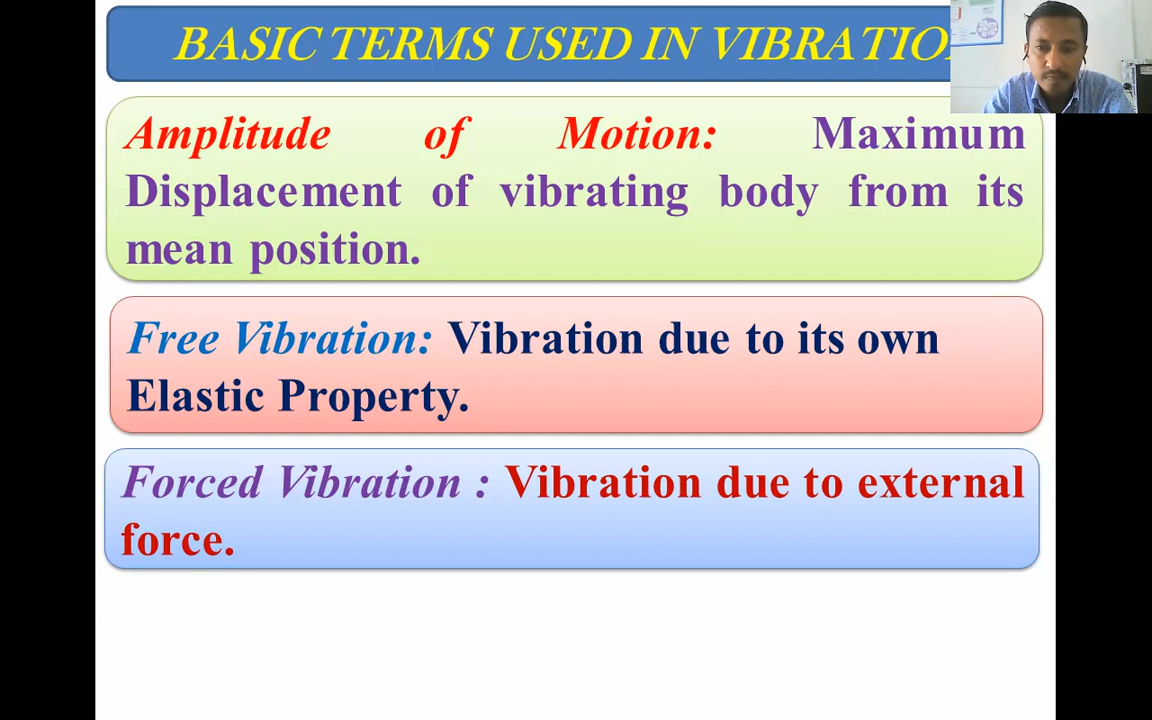 BASIC TERMS USED IN VIBRATIO
Amplitude of Motion: Maximum
Displacement of vibrating body from its
mean position.
Free Vibration: Vibration due to its own
Elastic Property.
Forced Vibration : Vibration due to external
force.